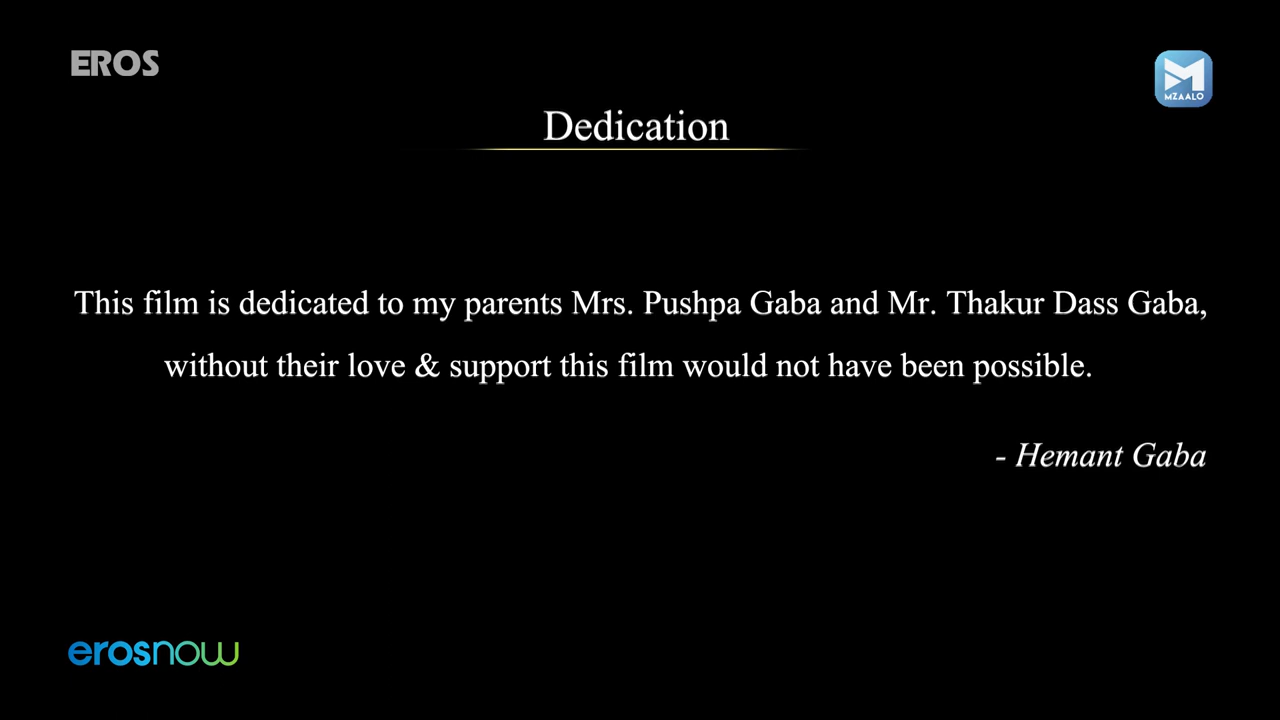 EROS
MZAALO
Dedication
This film is dedicated to my parents Mrs. Pushpa Gaba and Mr. Thakur Dass Gaba,
without their love & support this film would not have been possible.
- Hemant Gaba
erosnow